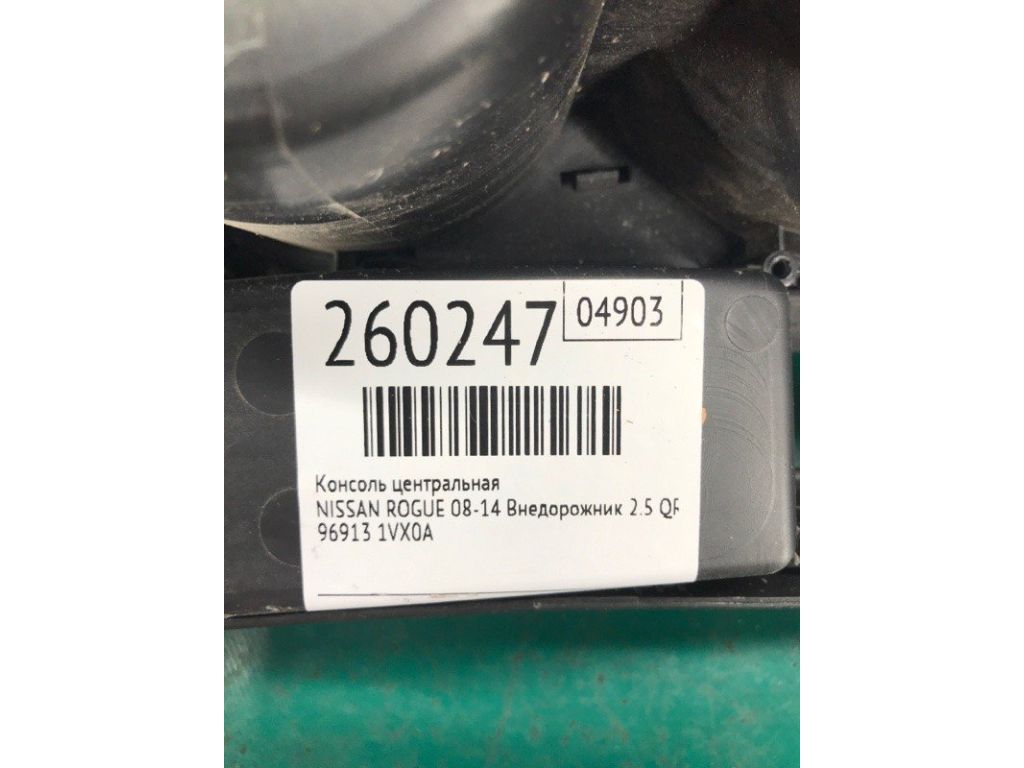 260247
04903
Консоль центральная
NISSAN ROGUE 08-14 Внедорожник 2.5 QR
96913 1VX0A